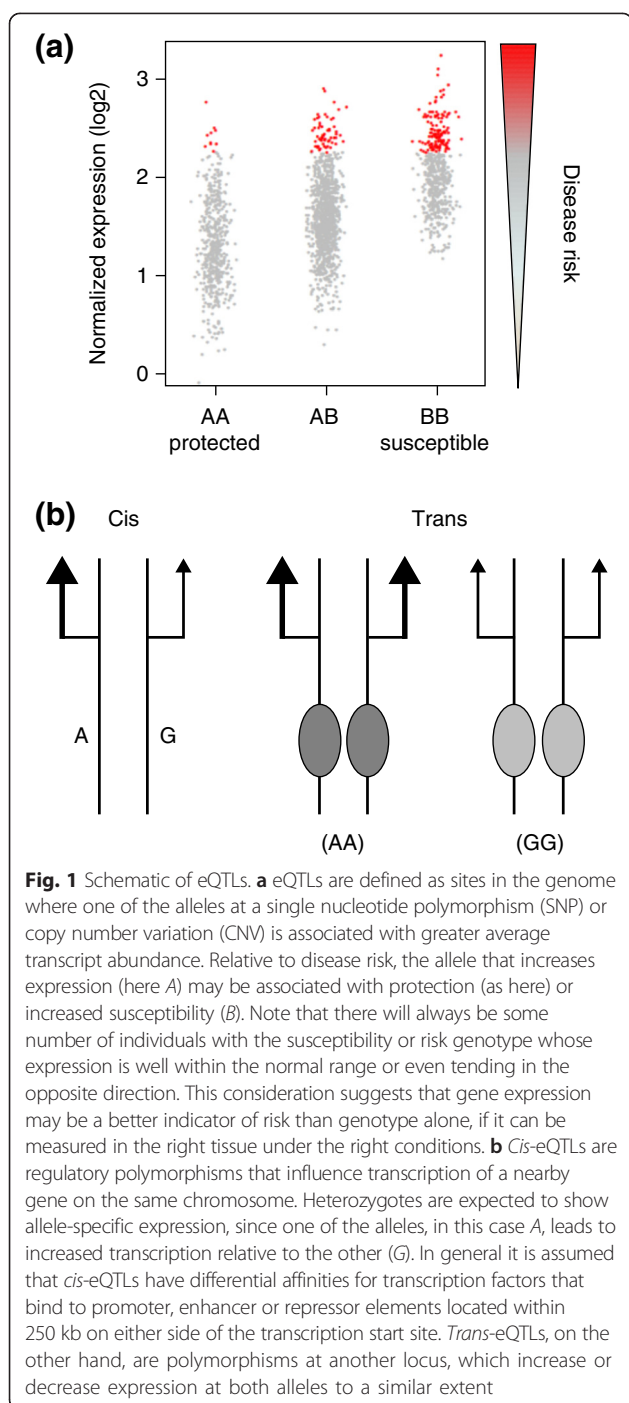 (a)
3
2
1
0
Normalized expression (log2)
Disease risk
AA AB BB
protected susceptible
(b)
Cis Trans
A G
(AA) (GG)
Fig. 1 Schematic of eQTLs. a eQTLs are defined as sites in the genome
where one of the alleles at a single nucleotide polymorphism (SNP) or
copy number variation (CNV) is associated with greater average
transcript abundance. Relative to disease risk, the allele that increases
expression (here A) may be associated with protection (as here) or
increased susceptibility (B). Note that there will always be some
number of individuals with the susceptibility or risk genotype whose
expression is well within the normal range or even tending in the
opposite direction. This consideration suggests that gene expression
may be a better indicator of risk than genotype alone, if it can be
measured in the right tissue under the right conditions. b Cis-eQTLs are
regulatory polymorphisms that influence transcription of a nearby
gene on the same chromosome. Heterozygotes are expected to show
allele-specific expression, since one of the alleles, in this case A, leads to
increased transcription relative to the other (G). In general it is assumed
that cis-eQTLs have differential affinities for transcription factors that
bind to promoter, enhancer or repressor elements located within
250 kb on either side of the transcription start site. Trans-eQTLs, on the
other hand, are polymorphisms at another locus, which increase or
decrease expression at both alleles to a similar extent